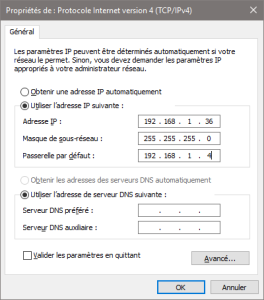 Propriétés de : Protocole Internet version 4 (TCP/IPv4)
Général
Les paramètres IP peuvent être déterminés automatiquement si votre
réseau le permet. Sinon, vous devez demander les paramètres IP
appropriés à votre administrateur réseau.
Obtenir une adresse IP automatiquement
Utiliser l'adresse IP suivante :
Adresse IP : 192 . 168 . 1 . 36
Masque de sous-réseau : 255 . 255 . 255 . 0
Passerelle par défaut : 192 . 168 . 1 . 4
Obtenir les adresses des serveurs DNS automatiquement
Utiliser l'adresse de serveur DNS suivante :
Serveur DNS préféré : . . .
Serveur DNS auxiliaire : . . .
Valider les paramètres en quittant
Avancé...
OK Annuler